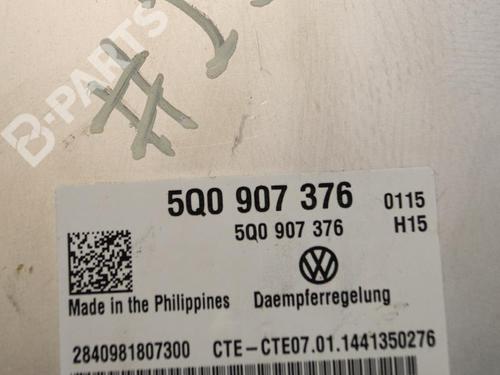 B-PARTS
#1
5Q0 907 376 0115
5Q0 907 376 H15
Made in the Philippines Daempferregelung
2840981807300 CTE-CTE07.01.1441350276